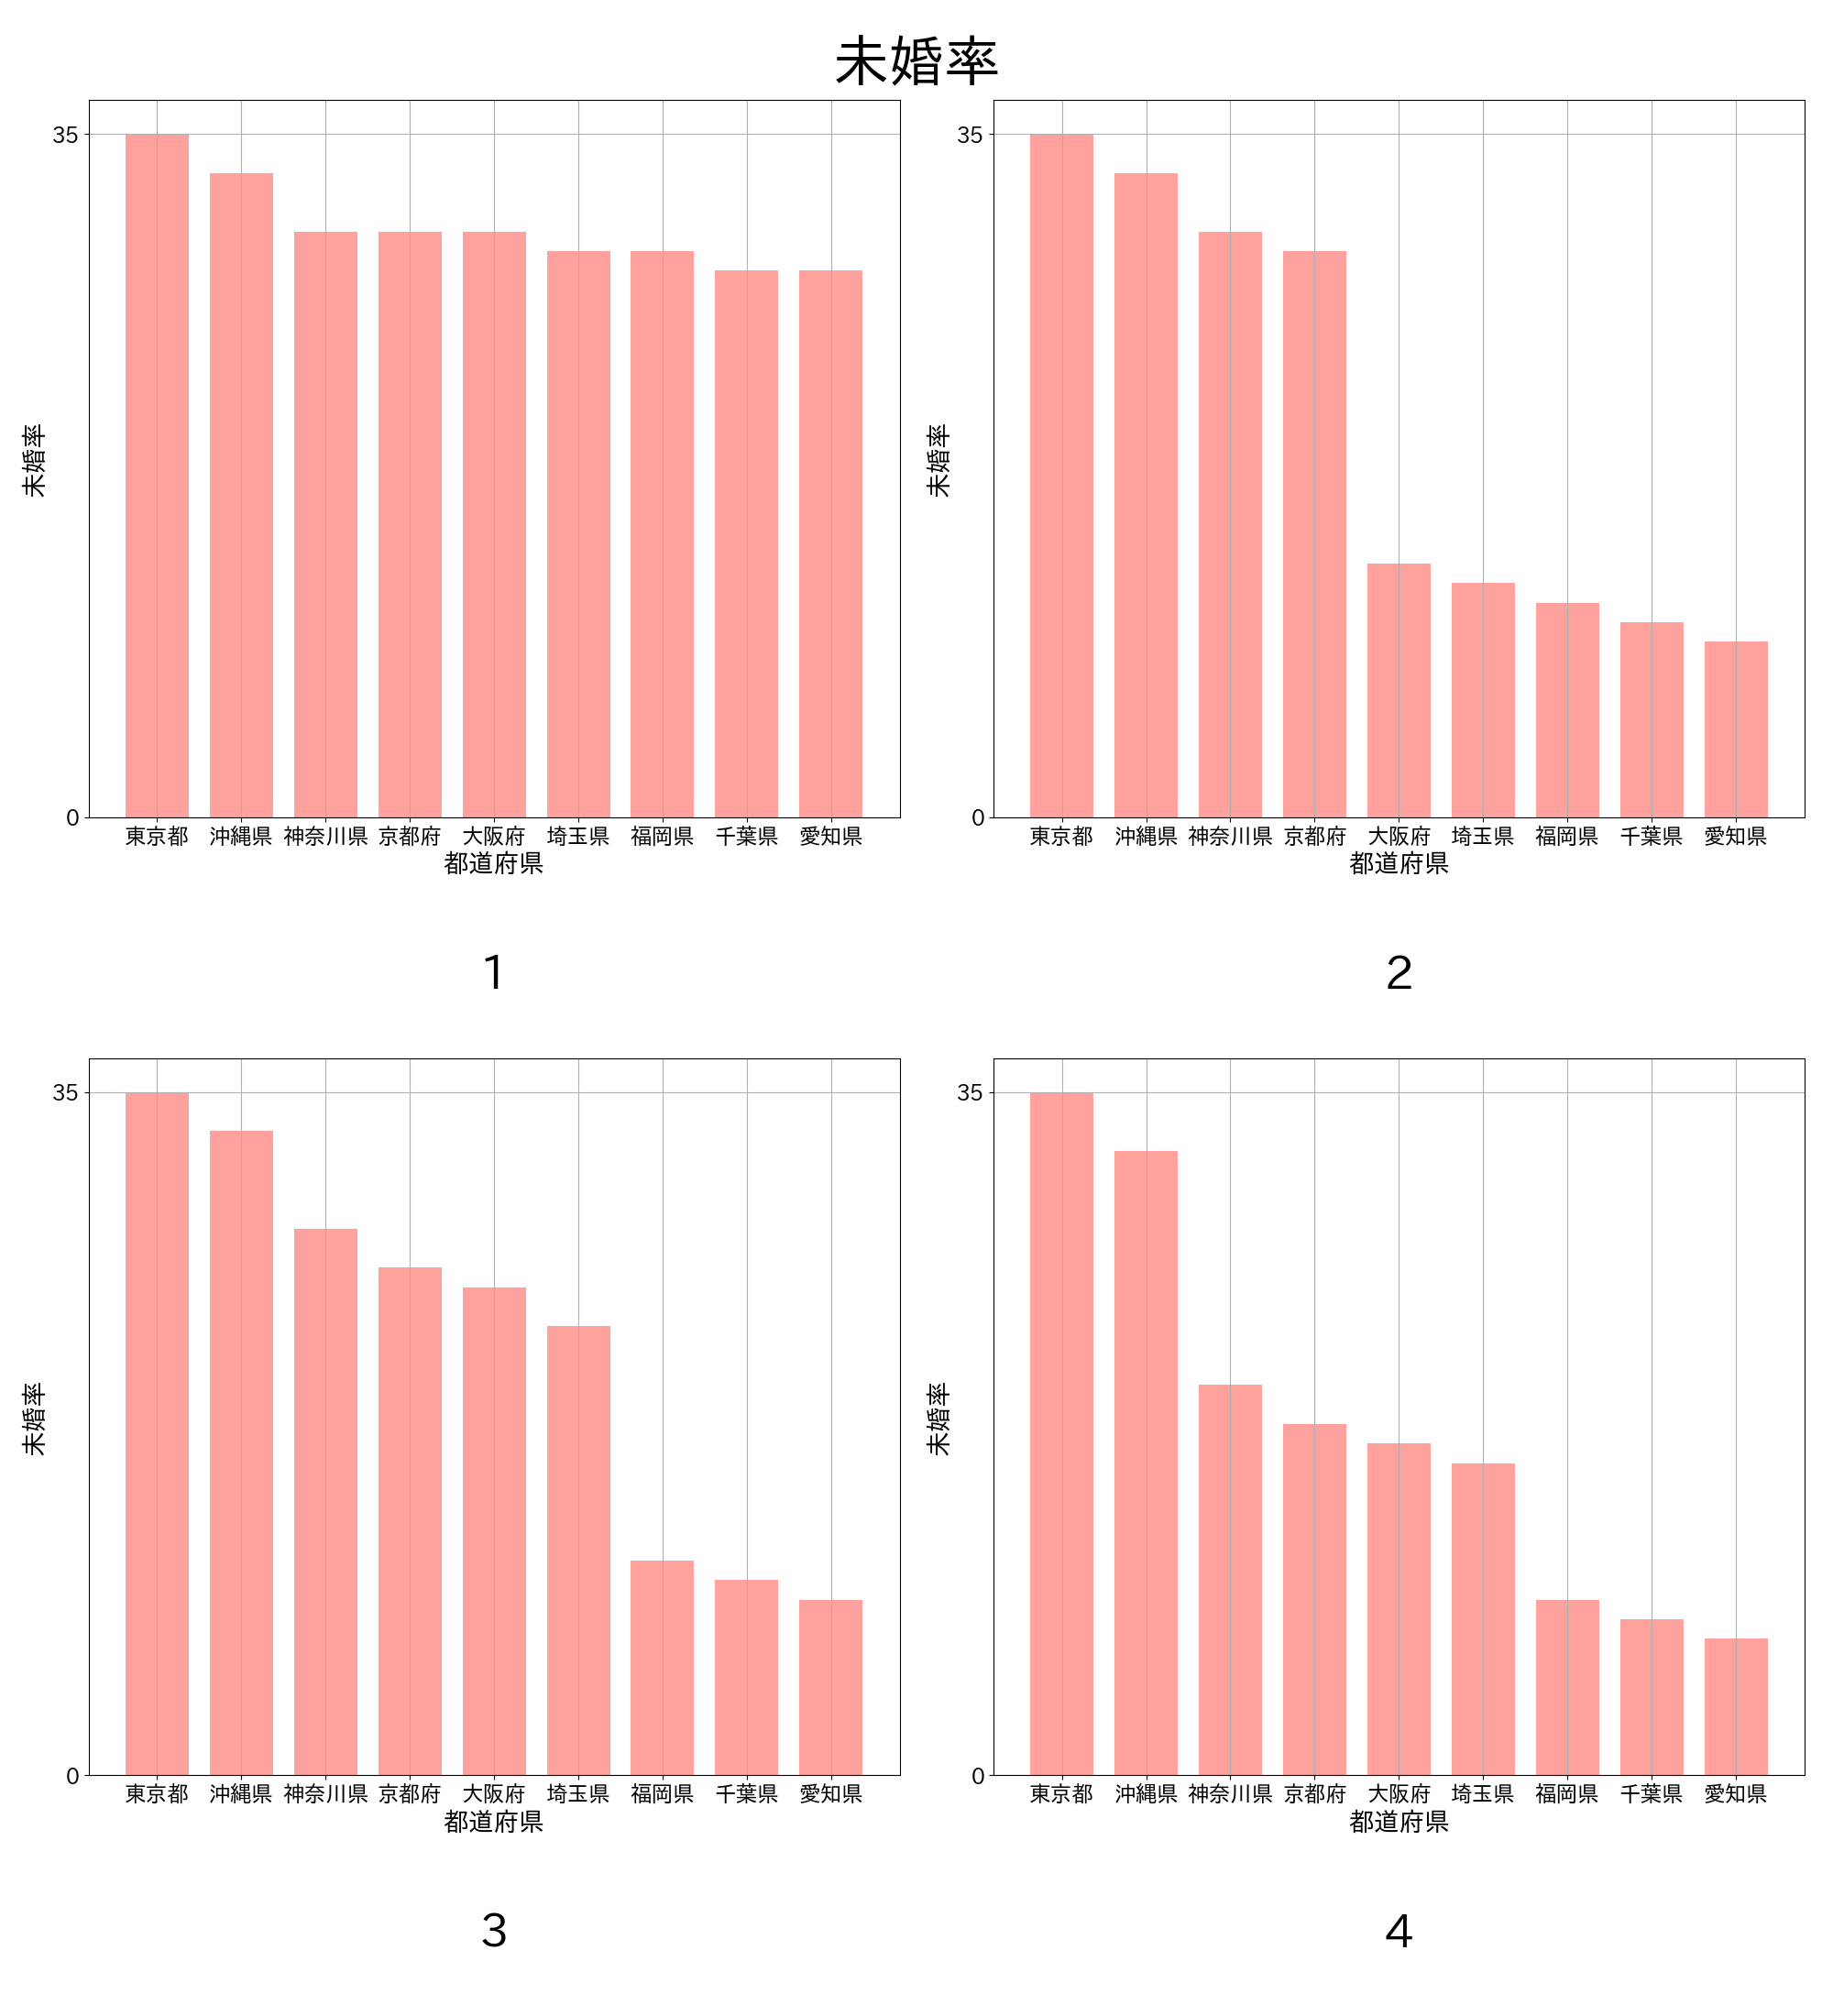 未婚率
35
0
未婚率
東京都 沖縄県 神奈川県 京都府 大阪府 埼玉県 福岡県 千葉県 愛知県
都道府県
1
35
0
未婚率
東京都 沖縄県 神奈川県 京都府 大阪府 埼玉県 福岡県 千葉県 愛知県
都道府県
2
35
0
未婚率
東京都 沖縄県 神奈川県 京都府 大阪府 埼玉県 福岡県 千葉県 愛知県
都道府県
3
35
0
未婚率
東京都 沖縄県 神奈川県 京都府 大阪府 埼玉県 福岡県 千葉県 愛知県
都道府県
4